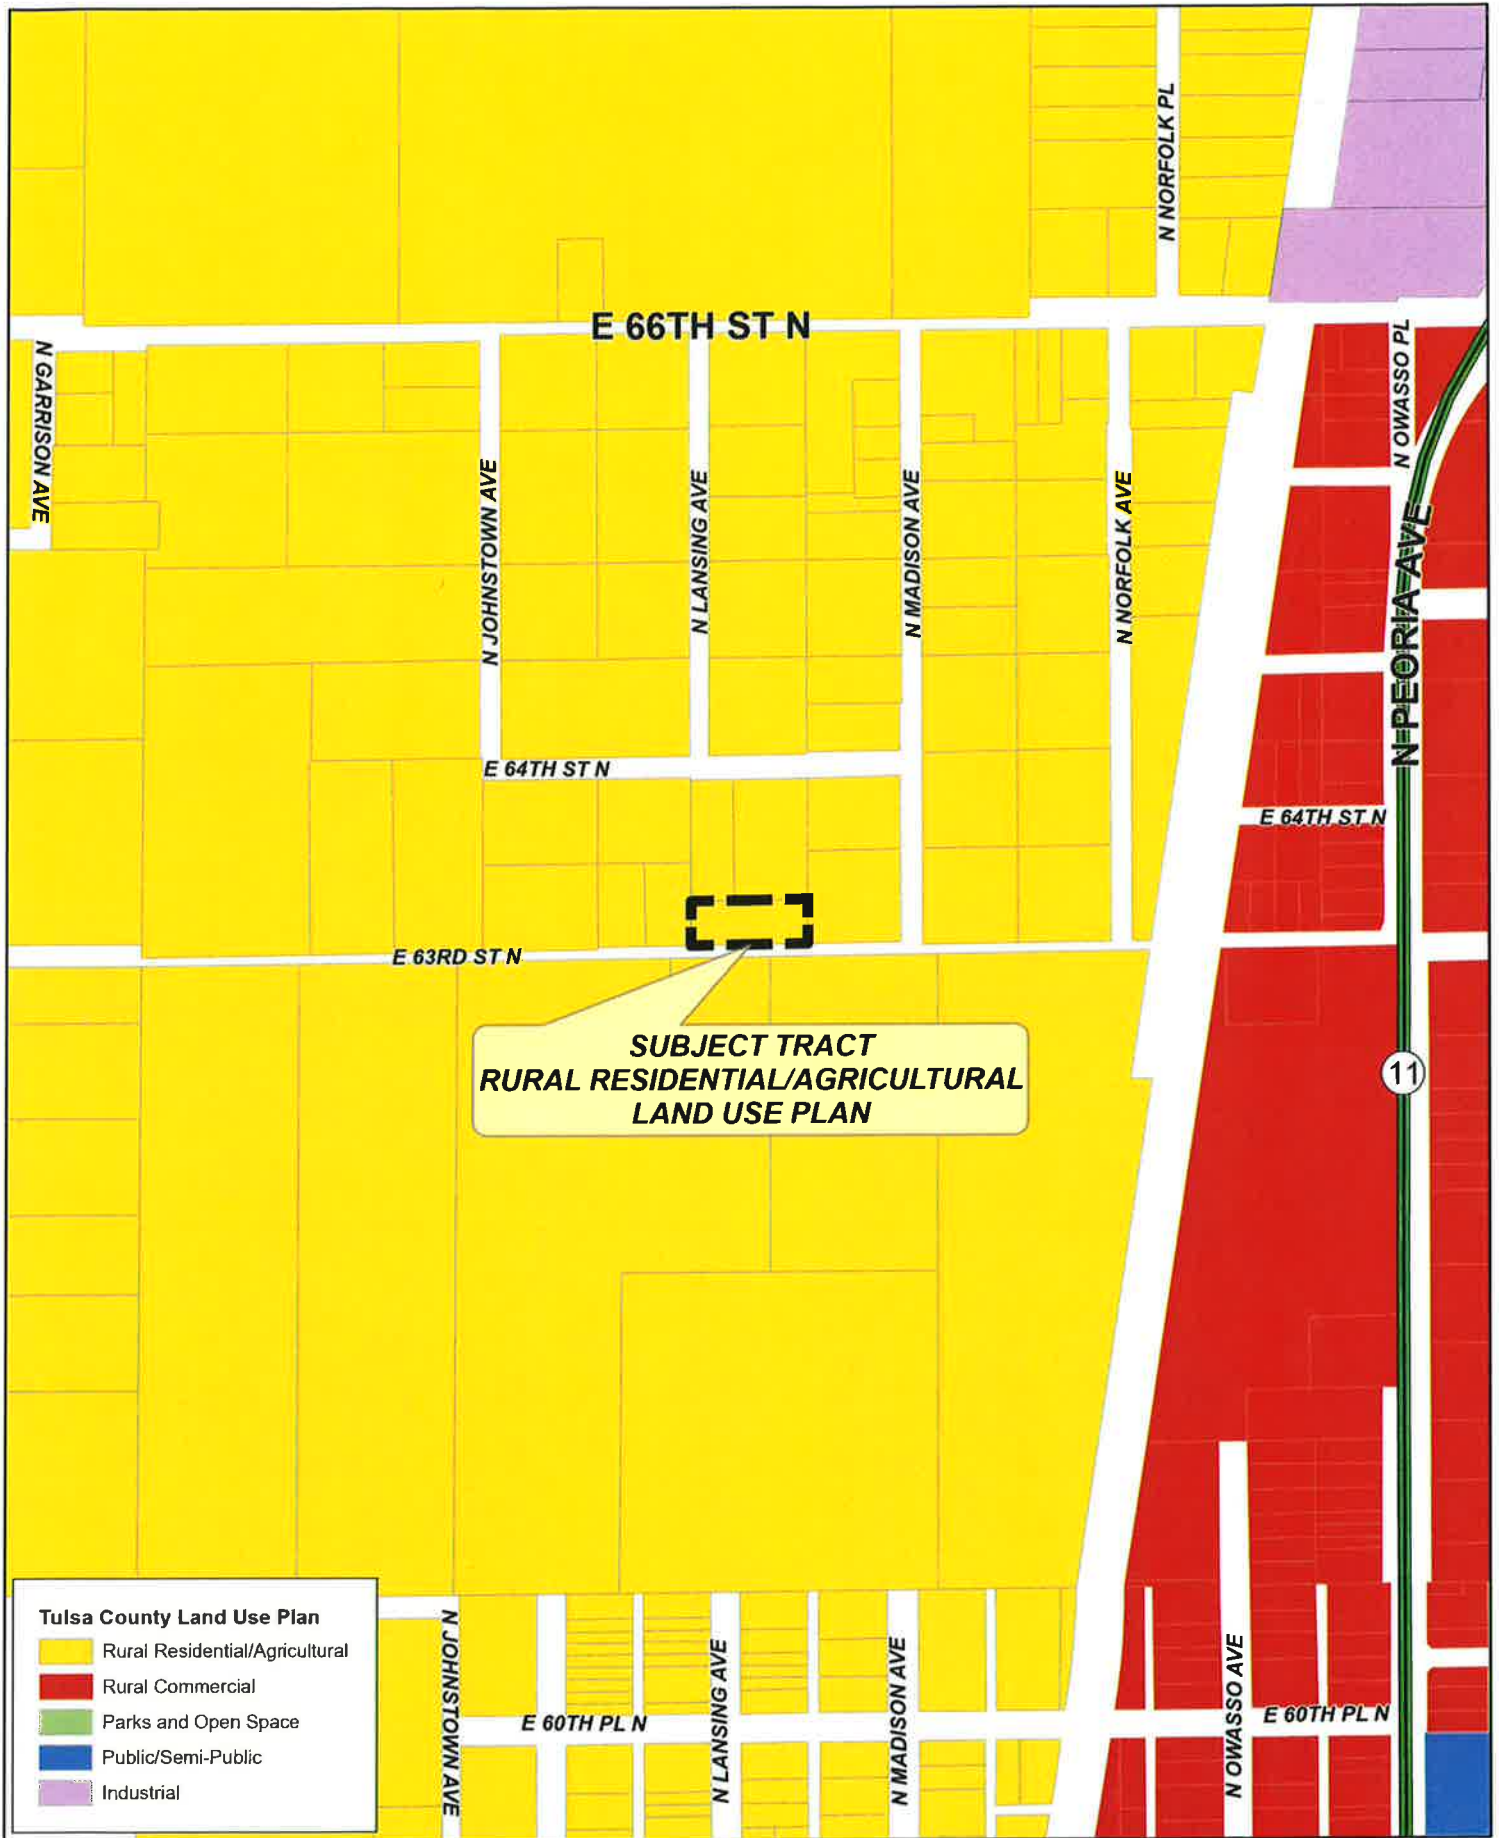 N NORFOLK PL
E 66TH ST N
N GARRISON AVE
N JOHNSTOWN AVE
N LANSING AVE
N MADISON AVE
N NORFOLK AVE
N OWASSO PL
N PEORIA AVE
E 64TH ST N
E 64TH ST N
E 63RD ST N
SUBJECT TRACT
RURAL RESIDENTIAL/AGRICULTURAL
LAND USE PLAN
11
Tulsa County Land Use Plan
Rural Residential/Agricultural
Rural Commercial
Parks and Open Space
Public/Semi-Public
Industrial
N JOHNSTOWN AVE
E 60TH PL N
N LANSING AVE
N MADISON AVE
N OWASSO AVE
E 60TH PL N